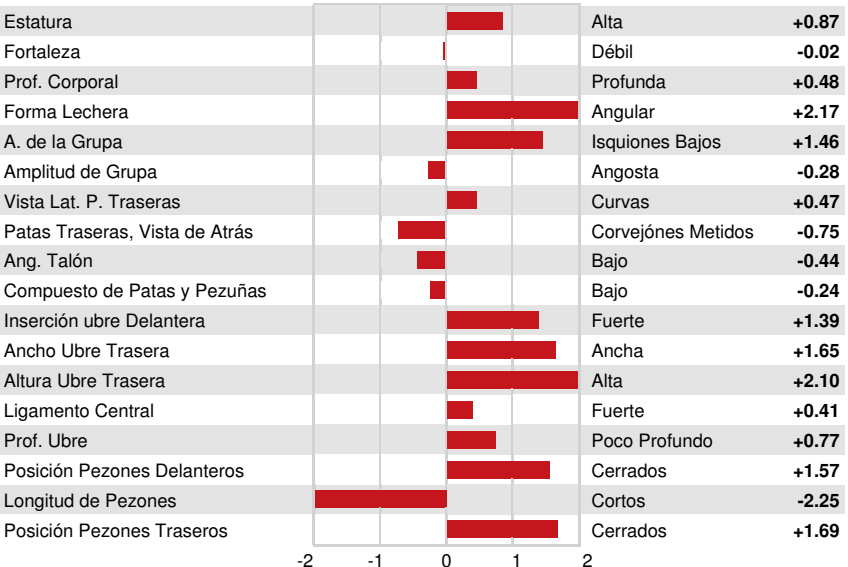 Estatura Alta +0.87
Fortaleza Débil -0.02
Prof. Corporal Profunda +0.48
Forma Lechera Angular +2.17
A. de la Grupa Isquiones Bajos +1.46
Amplitud de Grupa Angosta -0.28
Vista Lat. P. Traseras Curvas +0.47
Patas Traseras, Vista de Atrás Corvejónes Metidos -0.75
Ang. Talón Bajo -0.44
Compuesto de Patas y Pezuñas Bajo -0.24
Inserción ubre Delantera Fuerte +1.39
Ancho Ubre Trasera Ancha +1.65
Altura Ubre Trasera Alta +2.10
Ligamento Central Fuerte +0.41
Prof. Ubre Poco Profundo +0.77
Posición Pezones Delanteros Cerrados +1.57
Longitud de Pezones Cortos -2.25
Posición Pezones Traseros Cerrados +1.69
-2 -1 0 1 2